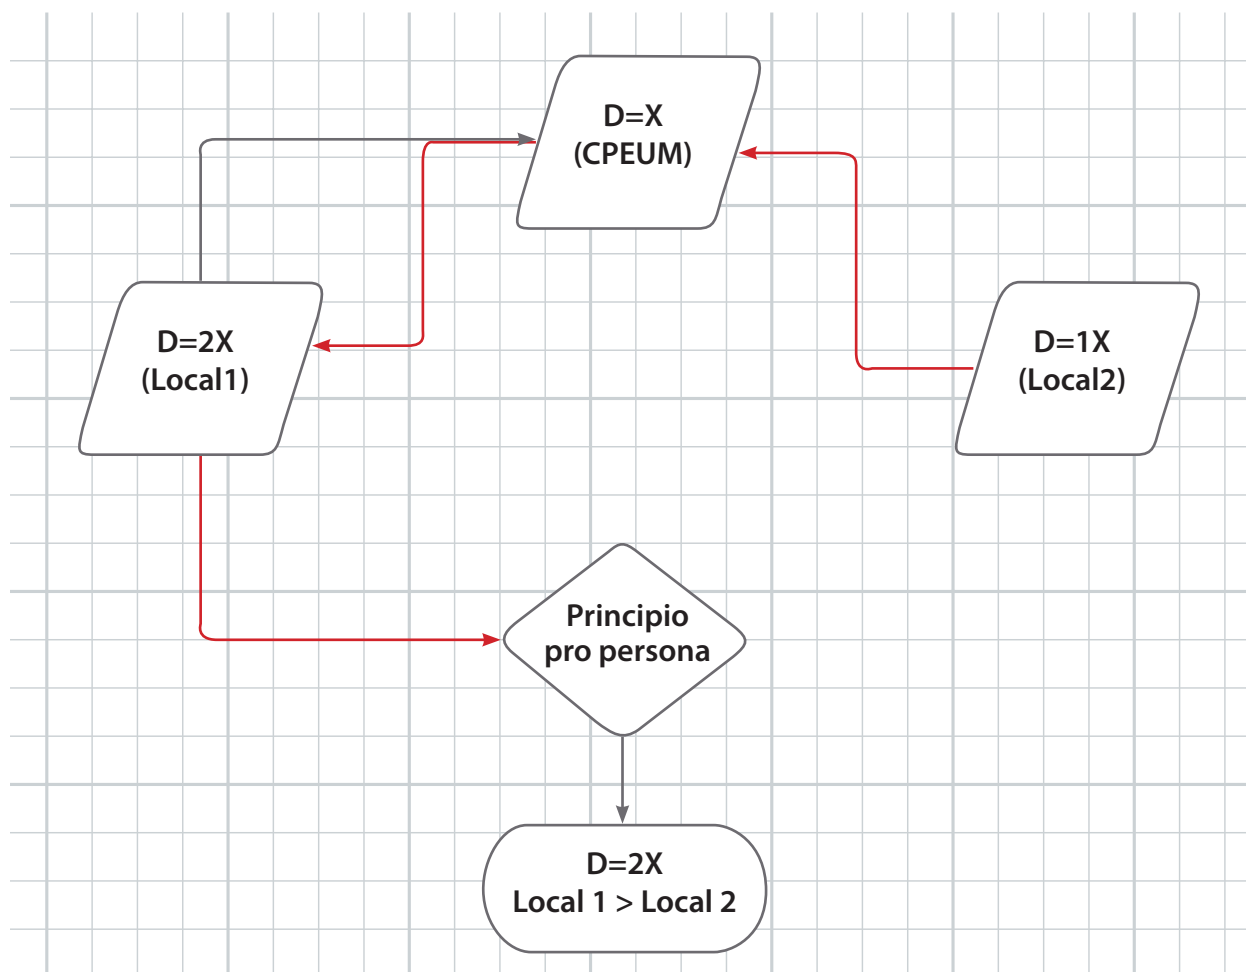 D=X
(CPEUM)
D=2X
(Local1)
D=1X
(Local2)
Principio
pro persona
D=2X
Local 1 > Local 2